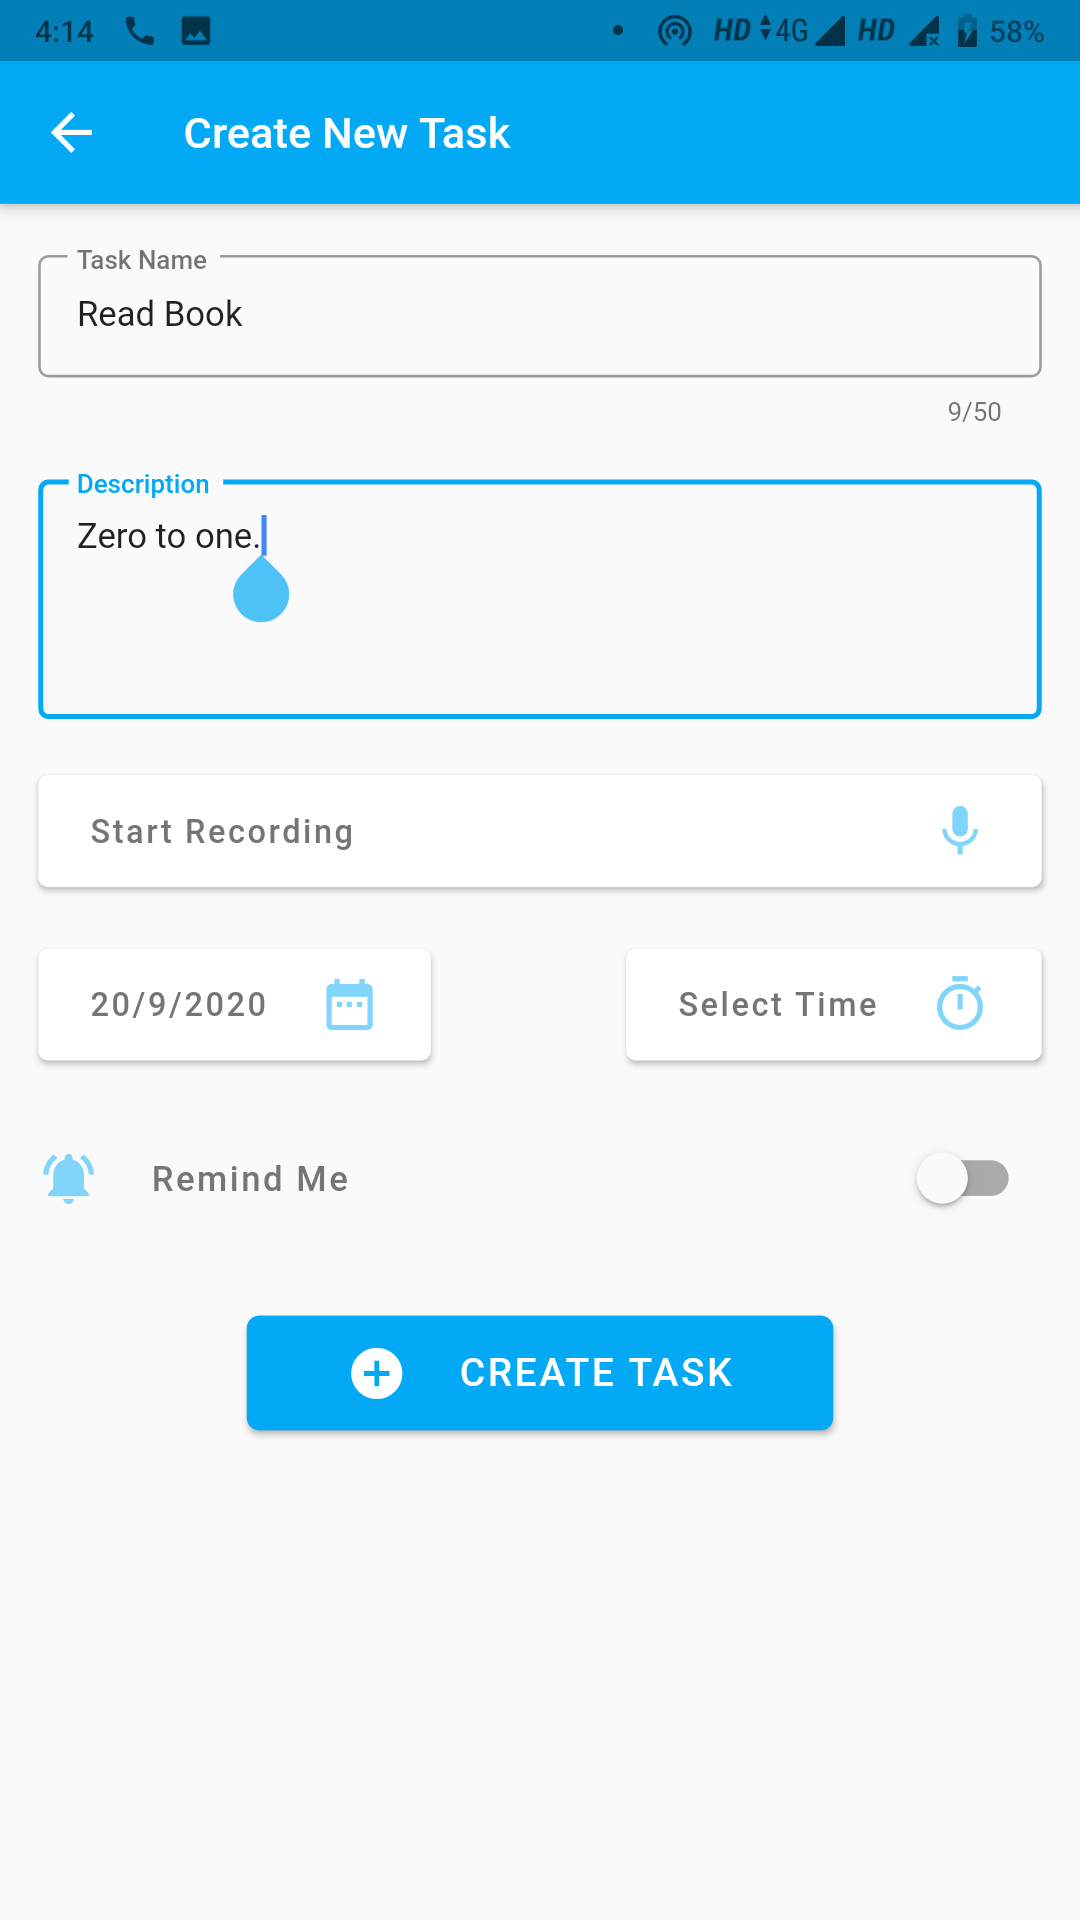 4:14 HD 4G HD 58%
Create New Task
Task Name
Read Book
9/50
Description
Zero to one.
Start Recording
20/9/2020 Select Time
Remind Me
CREATE TASK